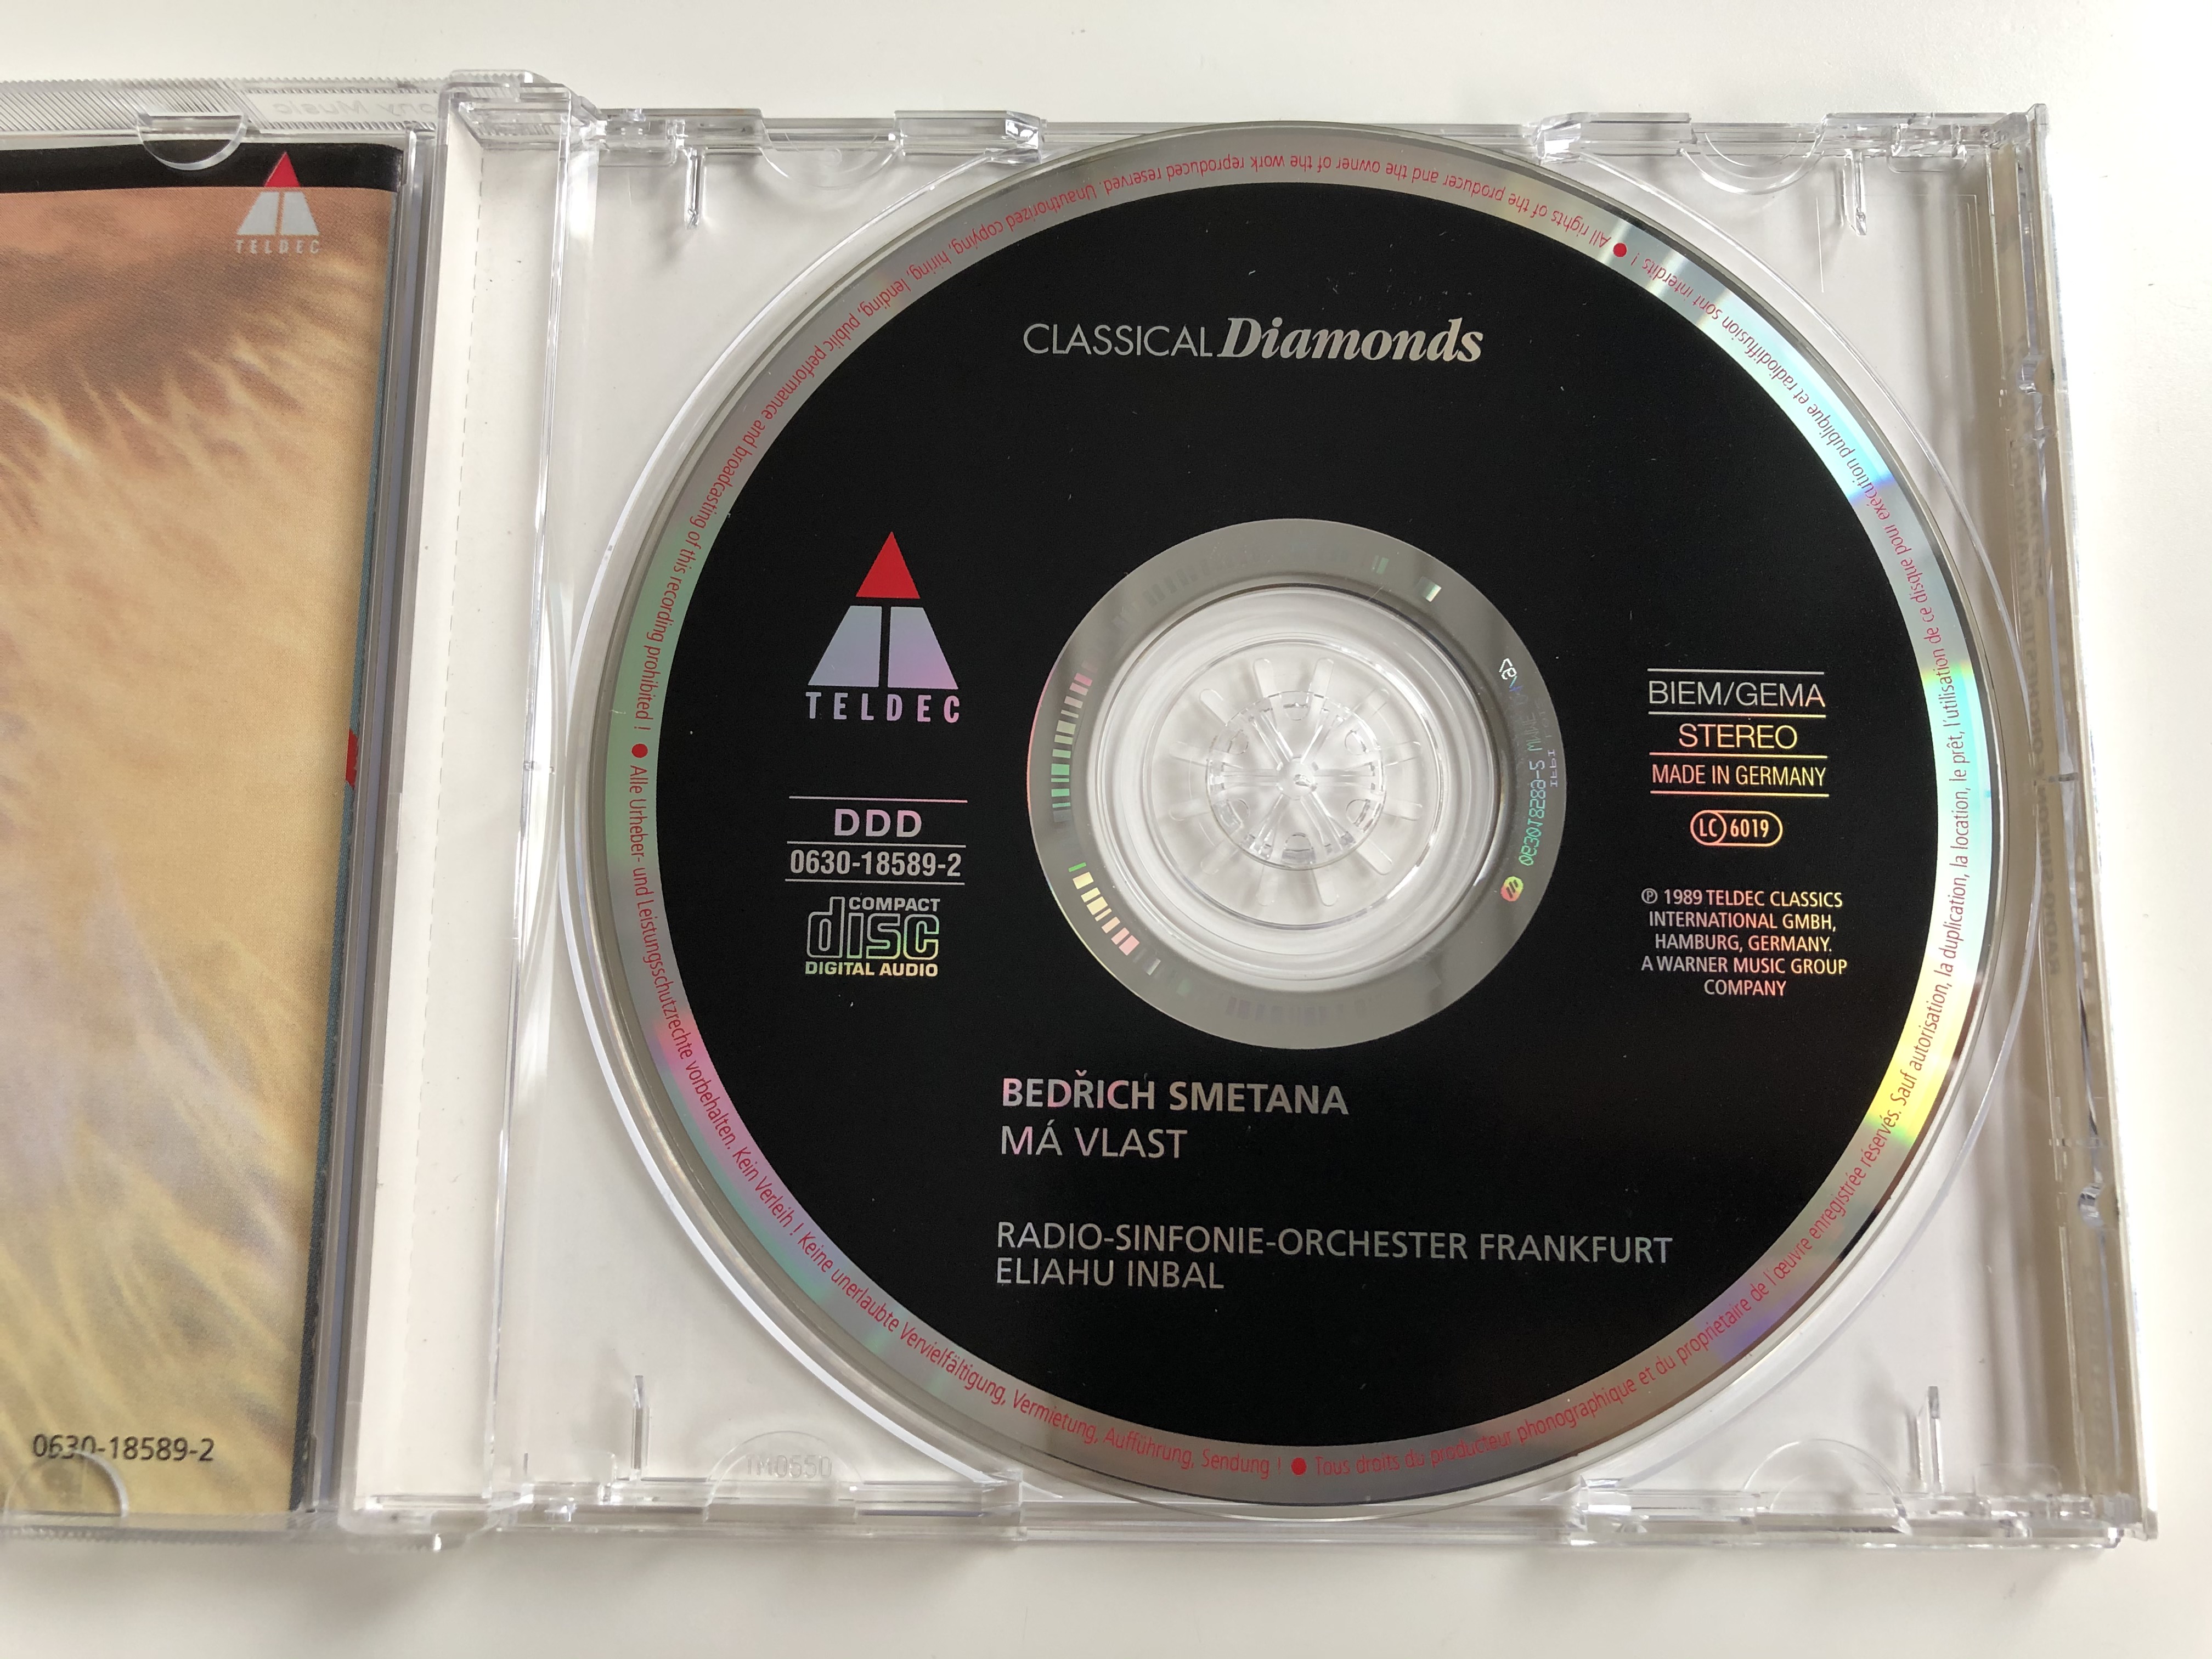 TELDEC
0630-18589-2
CLASSICAL Diamonds
TELDEC
DDD
0630-18589-2
COMPACT
disc
DIGITAL AUDIO
BIEM/GEMA
STEREO
MADE IN GERMANY
LC 6019
℗ 1989 TELDEC CLASSICS
INTERNATIONAL GMBH,
HAMBURG, GERMANY.
A WARNER MUSIC GROUP
COMPANY
BEDŘICH SMETANA
MÁ VLAST
RADIO-SINFONIE-ORCHESTER FRANKFURT
ELIAHU INBAL
All rights of the producer and the owner of the work reproduced reserved. Unauthorized copying, hiring, lending, public performance and broadcasting of this recording prohibited !
Alle Urheber- und Leistungsschutzrechte vorbehalten. Kein Verleih ! Keine unerlaubte Vervielfältigung, Vermietung, Aufführung, Sendung !
Tous droits du producteur phonographique et du propriétaire de l'œuvre enregistrée réservés. Sauf autorisation, la duplication, la location, le prêt, l'utilisation de ce disque pour exécution publique et radiodiffusion sont interdits !